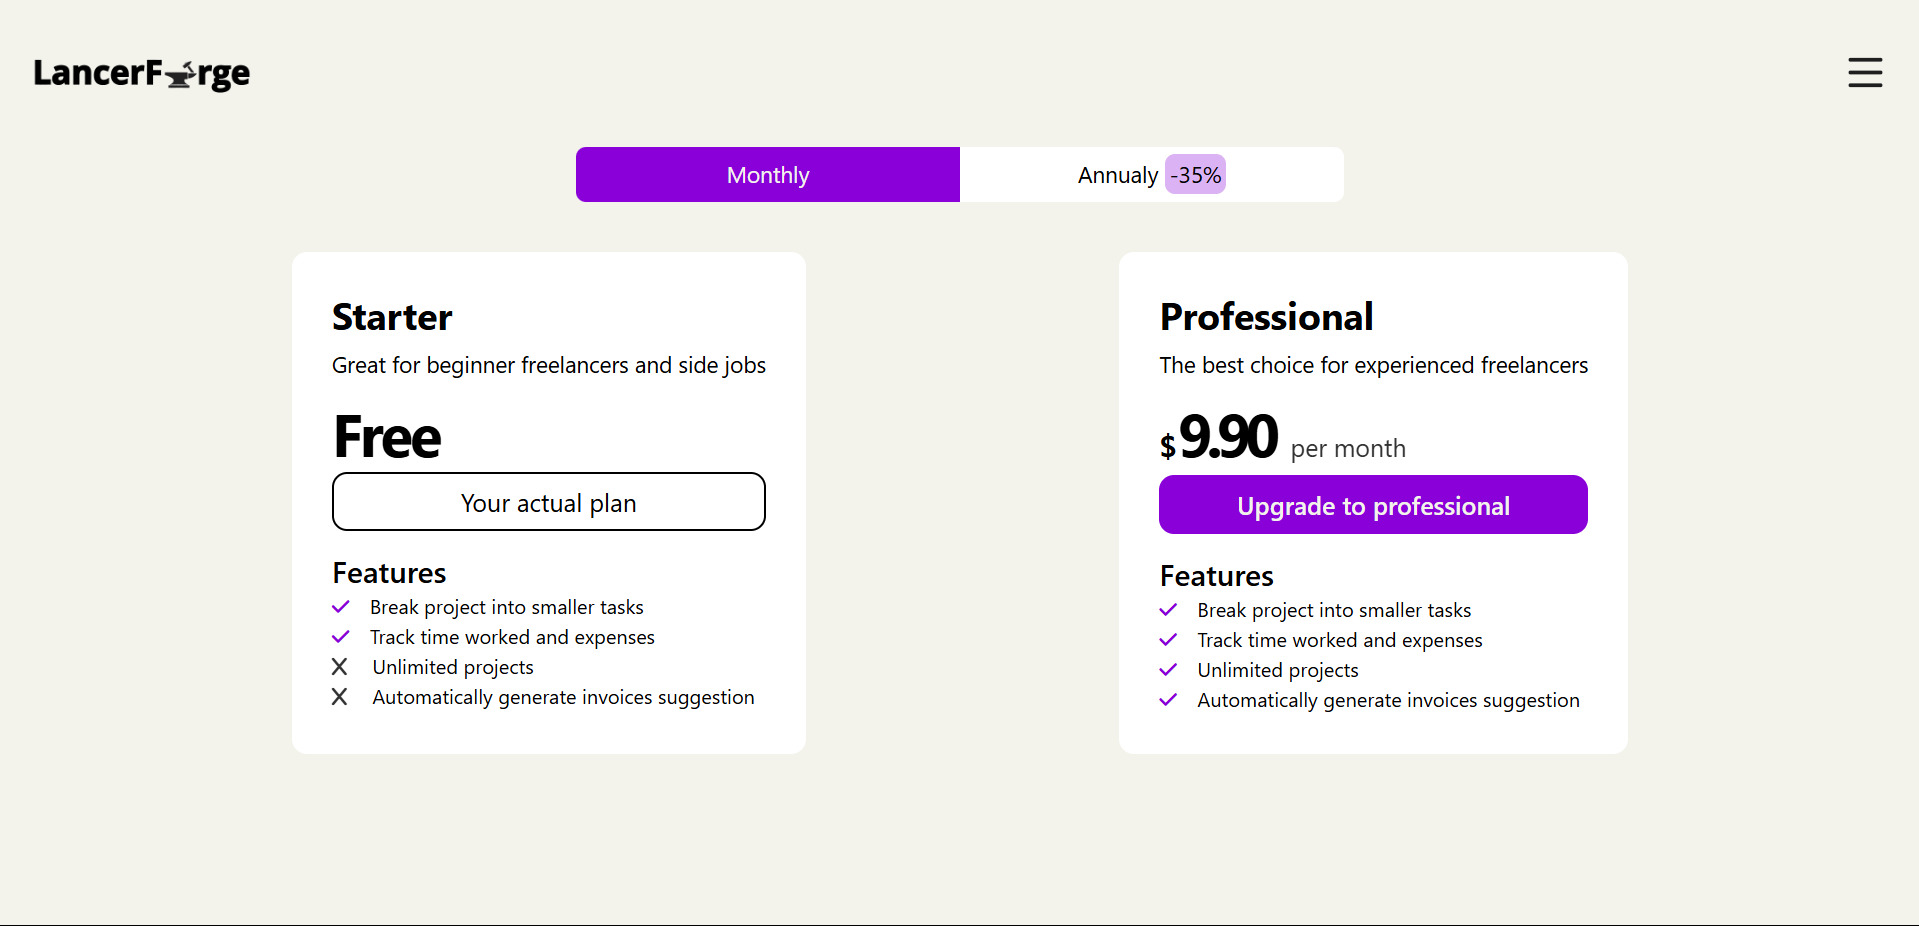 LancerForge
Monthly
Annualy -35%
Starter
Great for beginner freelancers and side jobs
Free
Your actual plan
Features
Break project into smaller tasks
Track time worked and expenses
Unlimited projects
Automatically generate invoices suggestion
Professional
The best choice for experienced freelancers
$9.90 per month
Upgrade to professional
Features
Break project into smaller tasks
Track time worked and expenses
Unlimited projects
Automatically generate invoices suggestion